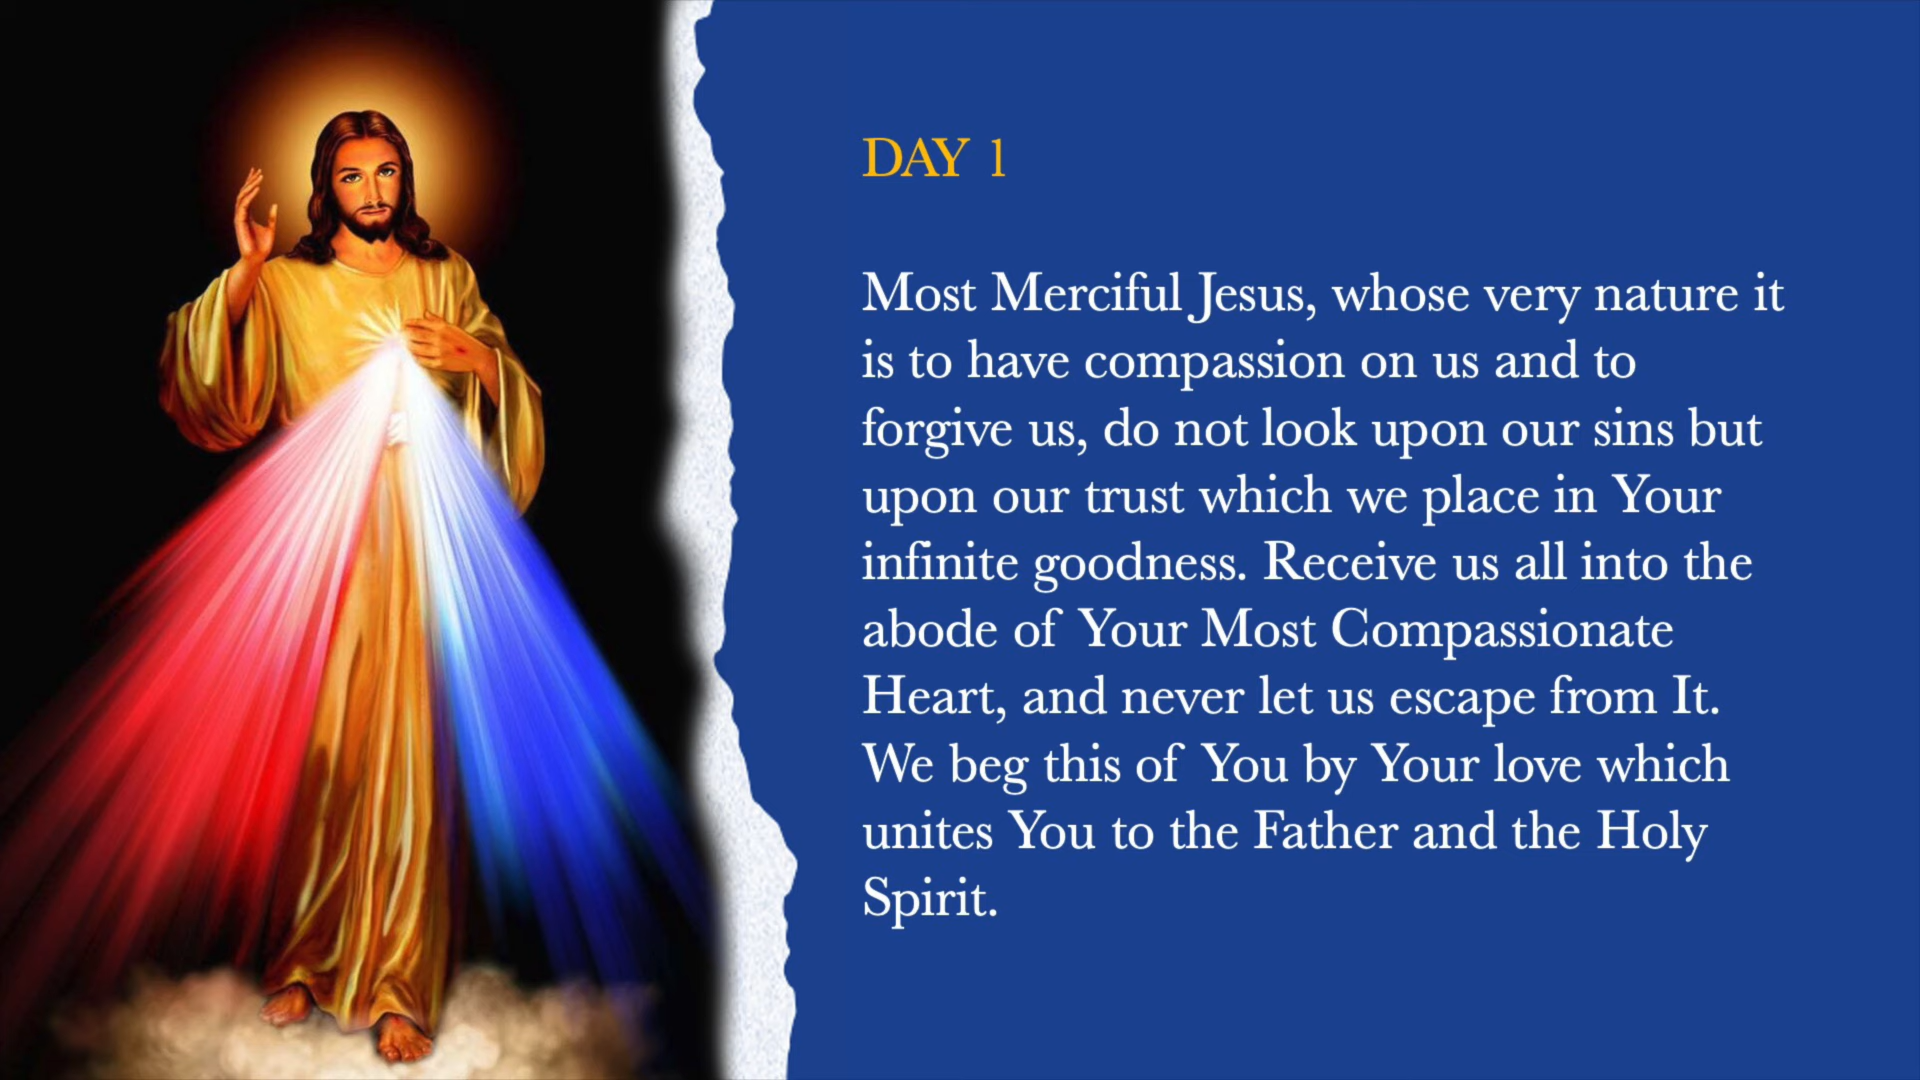 DAY 1
Most Merciful Jesus, whose very nature it
is to have compassion on us and to
forgive us, do not look upon our sins but
upon our trust which we place in Your
infinite goodness. Receive us all into the
abode of Your Most Compassionate
Heart, and never let us escape from It.
We beg this of You by Your love which
unites You to the Father and the Holy
Spirit.